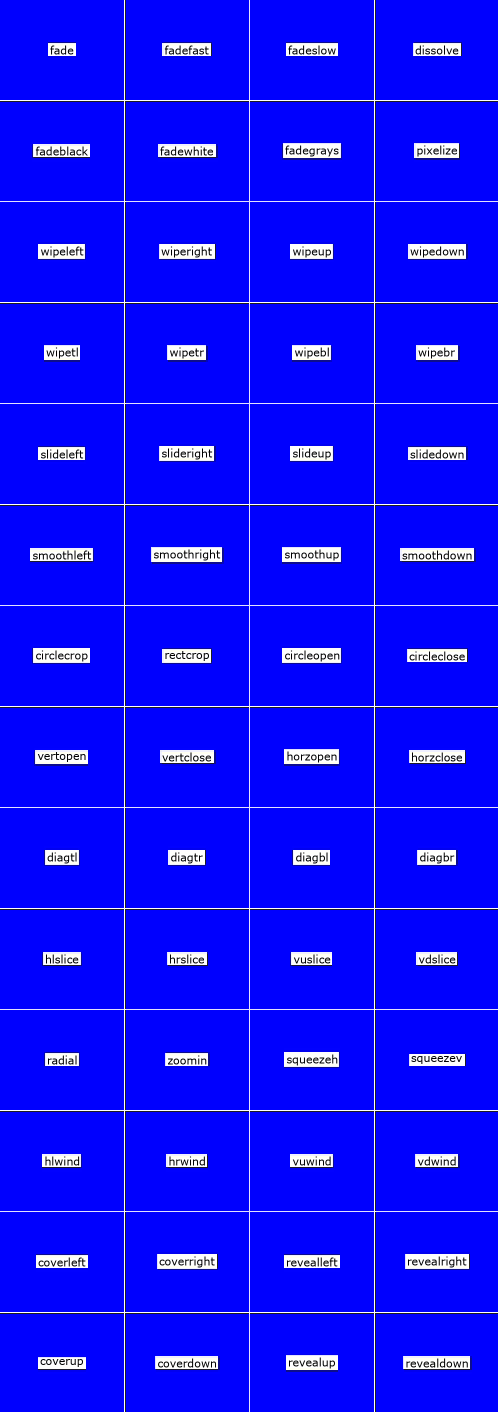 fade fadefast fadeslow dissolve
fadeblack fadewhite fadegrays pixelize
wipeleft wiperight wipeup wipedown
wipetl wipetr wipebl wipebr
slideleft slideright slideup slidedown
smoothleft smoothright smoothup smoothdown
circlecrop rectcrop circleopen circleclose
vertopen vertclose horzopen horzclose
diagtl diagtr diagbl diagbr
hlslice hrslice vuslice vdslice
radial zoomin squeezeh squeezev
hlwind hrwind vuwind vdwind
coverleft coverright revealleft revealright
coverup coverdown revealup revealdown